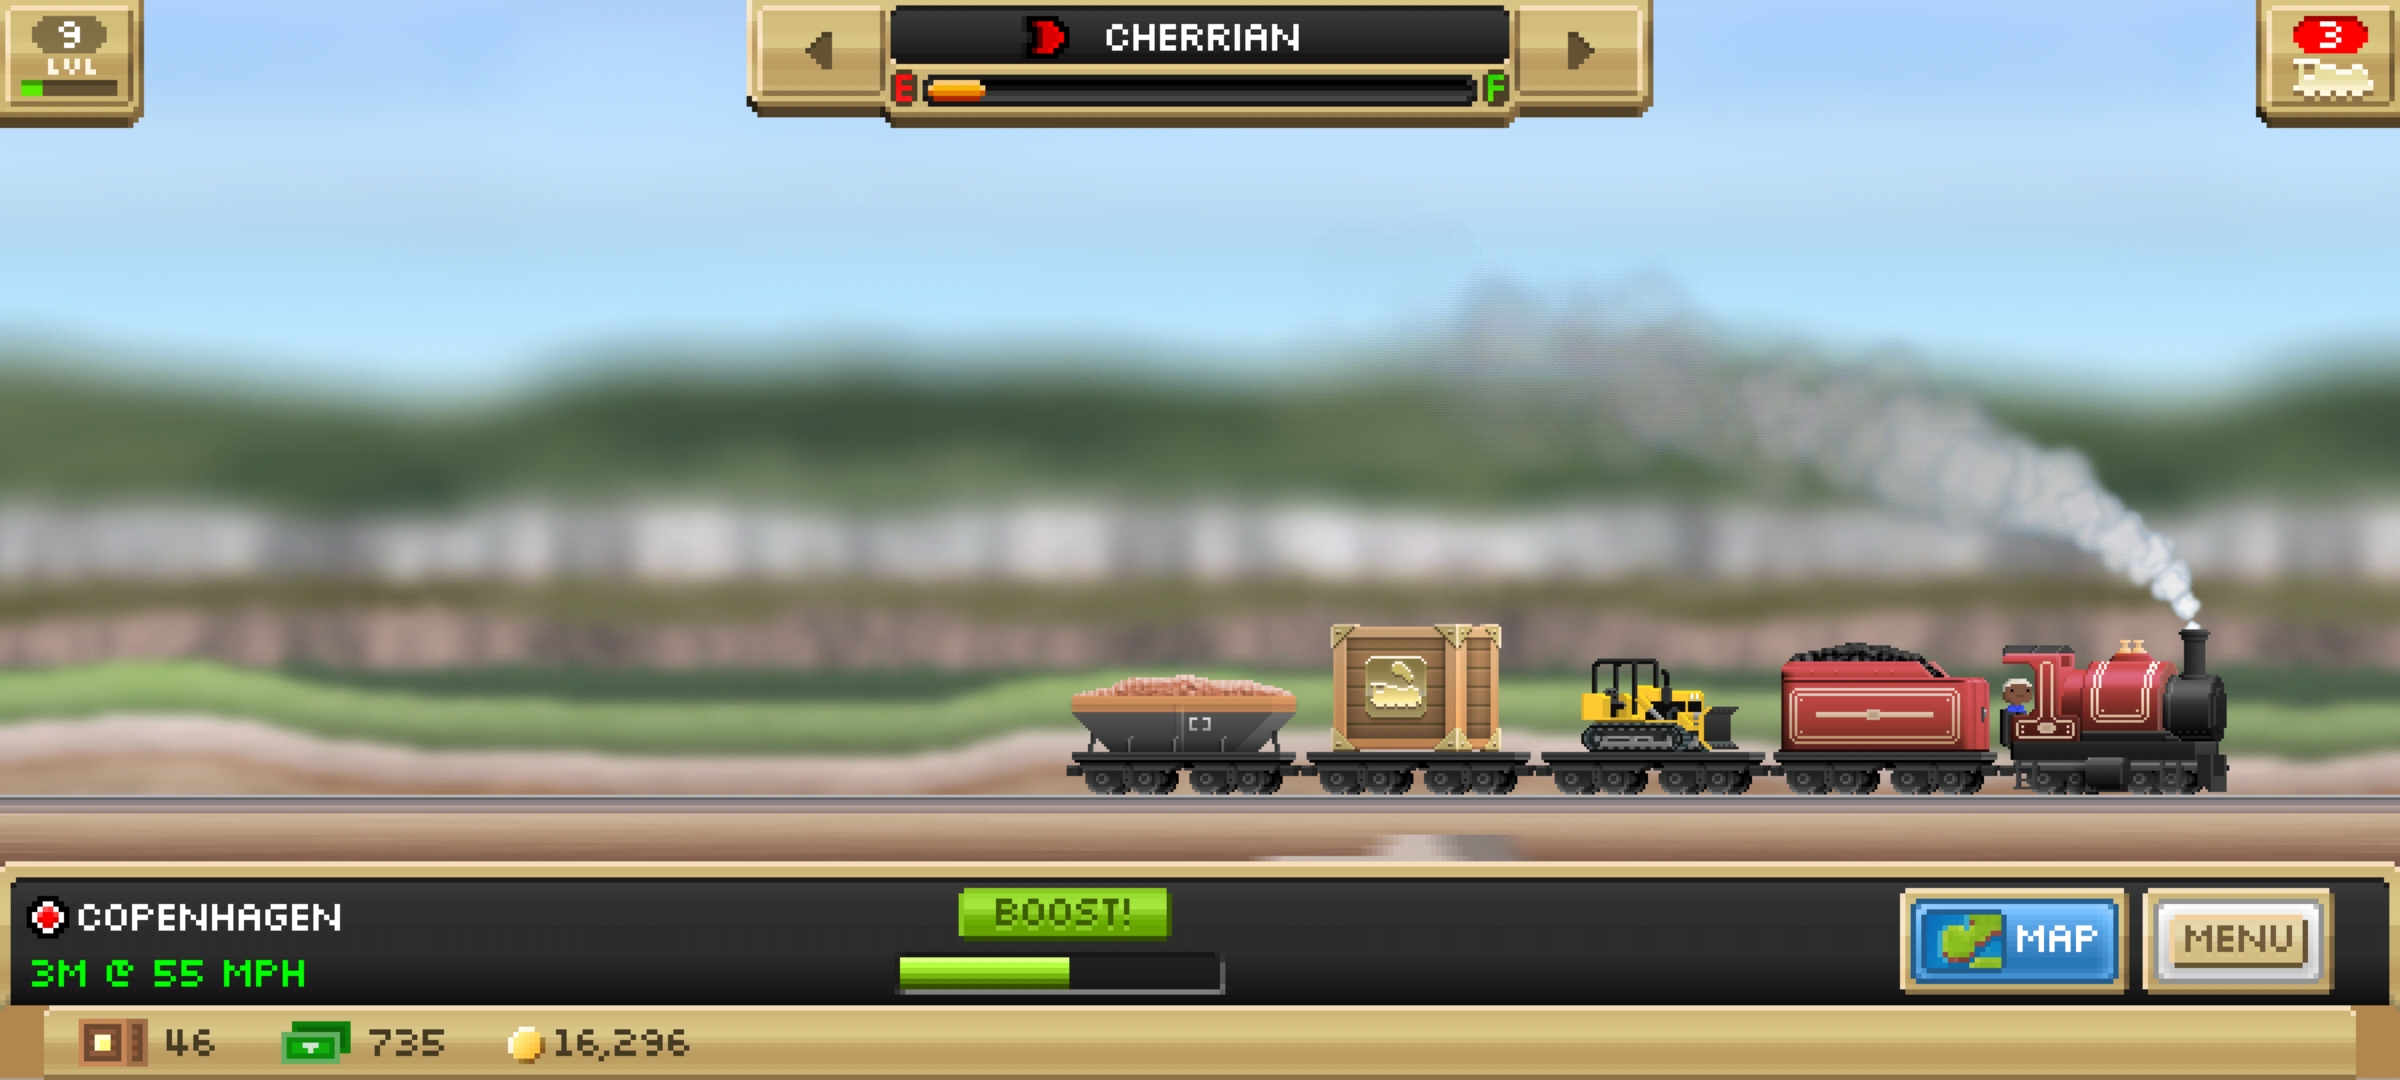 9
LVL
CHERRIAN
E F
3
COPENHAGEN
3M @ 55 MPH
BOOST!
MAP
MENU
46 735 16,296